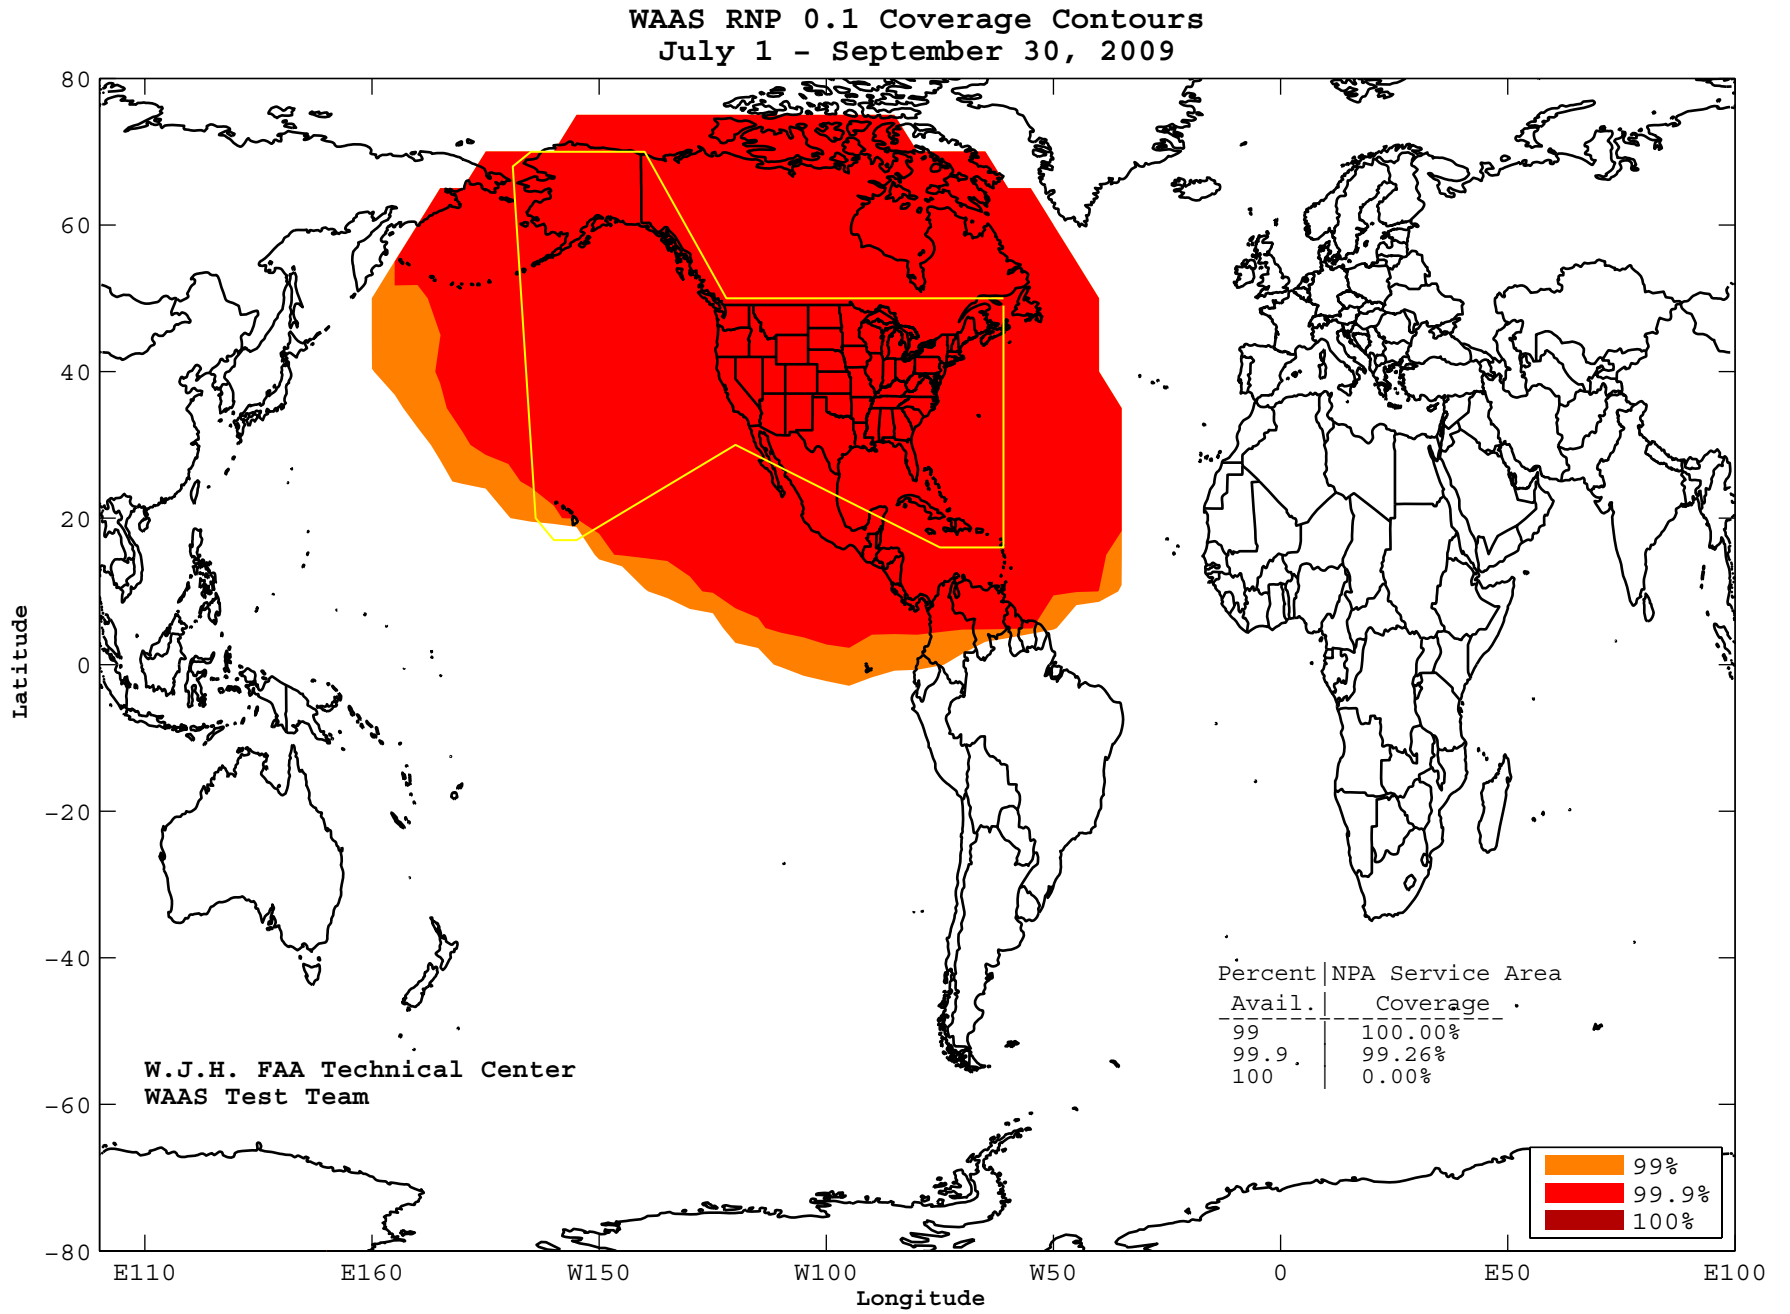 WAAS RNP 0.1 Coverage Contours
July 1 - September 30, 2009
80
60
40
20
0
-20
-40
-60
-80
Latitude
E110 E160 W150 W100 W50 0 E50 E100
Longitude
W.J.H. FAA Technical Center
WAAS Test Team
Percent|NPA Service Area
Avail.| Coverage
-------------------
99 | 100.00%
99.9 | 99.26%
100 | 0.00%
99%
99.9%
100%